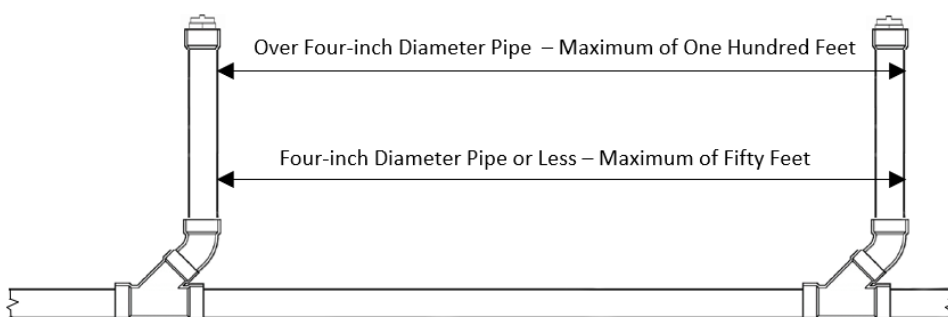 Over Four-inch Diameter Pipe – Maximum of One Hundred Feet
Four-inch Diameter Pipe or Less – Maximum of Fifty Feet